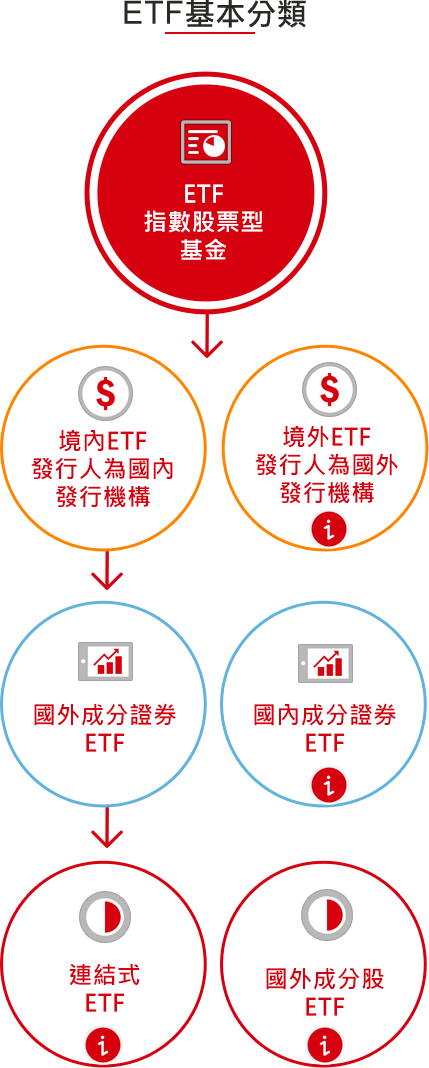 ETF基本分類
ETF
指數股票型
基金
境內ETF
發行人為國內
發行機構
境外ETF
發行人為國外
發行機構
i
國外成分證券
ETF
國內成分證券
ETF
i
連結式
ETF
i
國外成分股
ETF
i